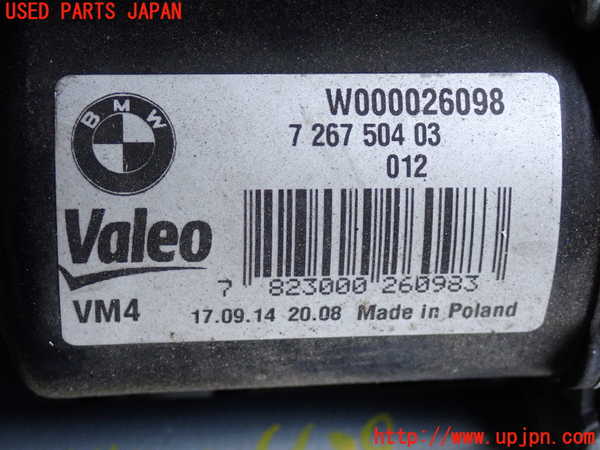 USED PARTS JAPAN
BMW
W000026098
7 267 504 03
012
Valeo
7 823000 260983
VM4
17.09.14 20.08 Made in Poland
http://www.upjpn.com/